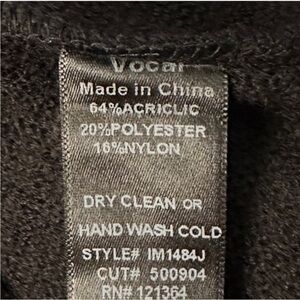 Vocal
Made in China
64%ACRICLIC
20%POLYESTER
16%NYLON
DRY CLEAN OR
HAND WASH COLD
STYLE# IM1484J
CUT# 500904
RN# 121364